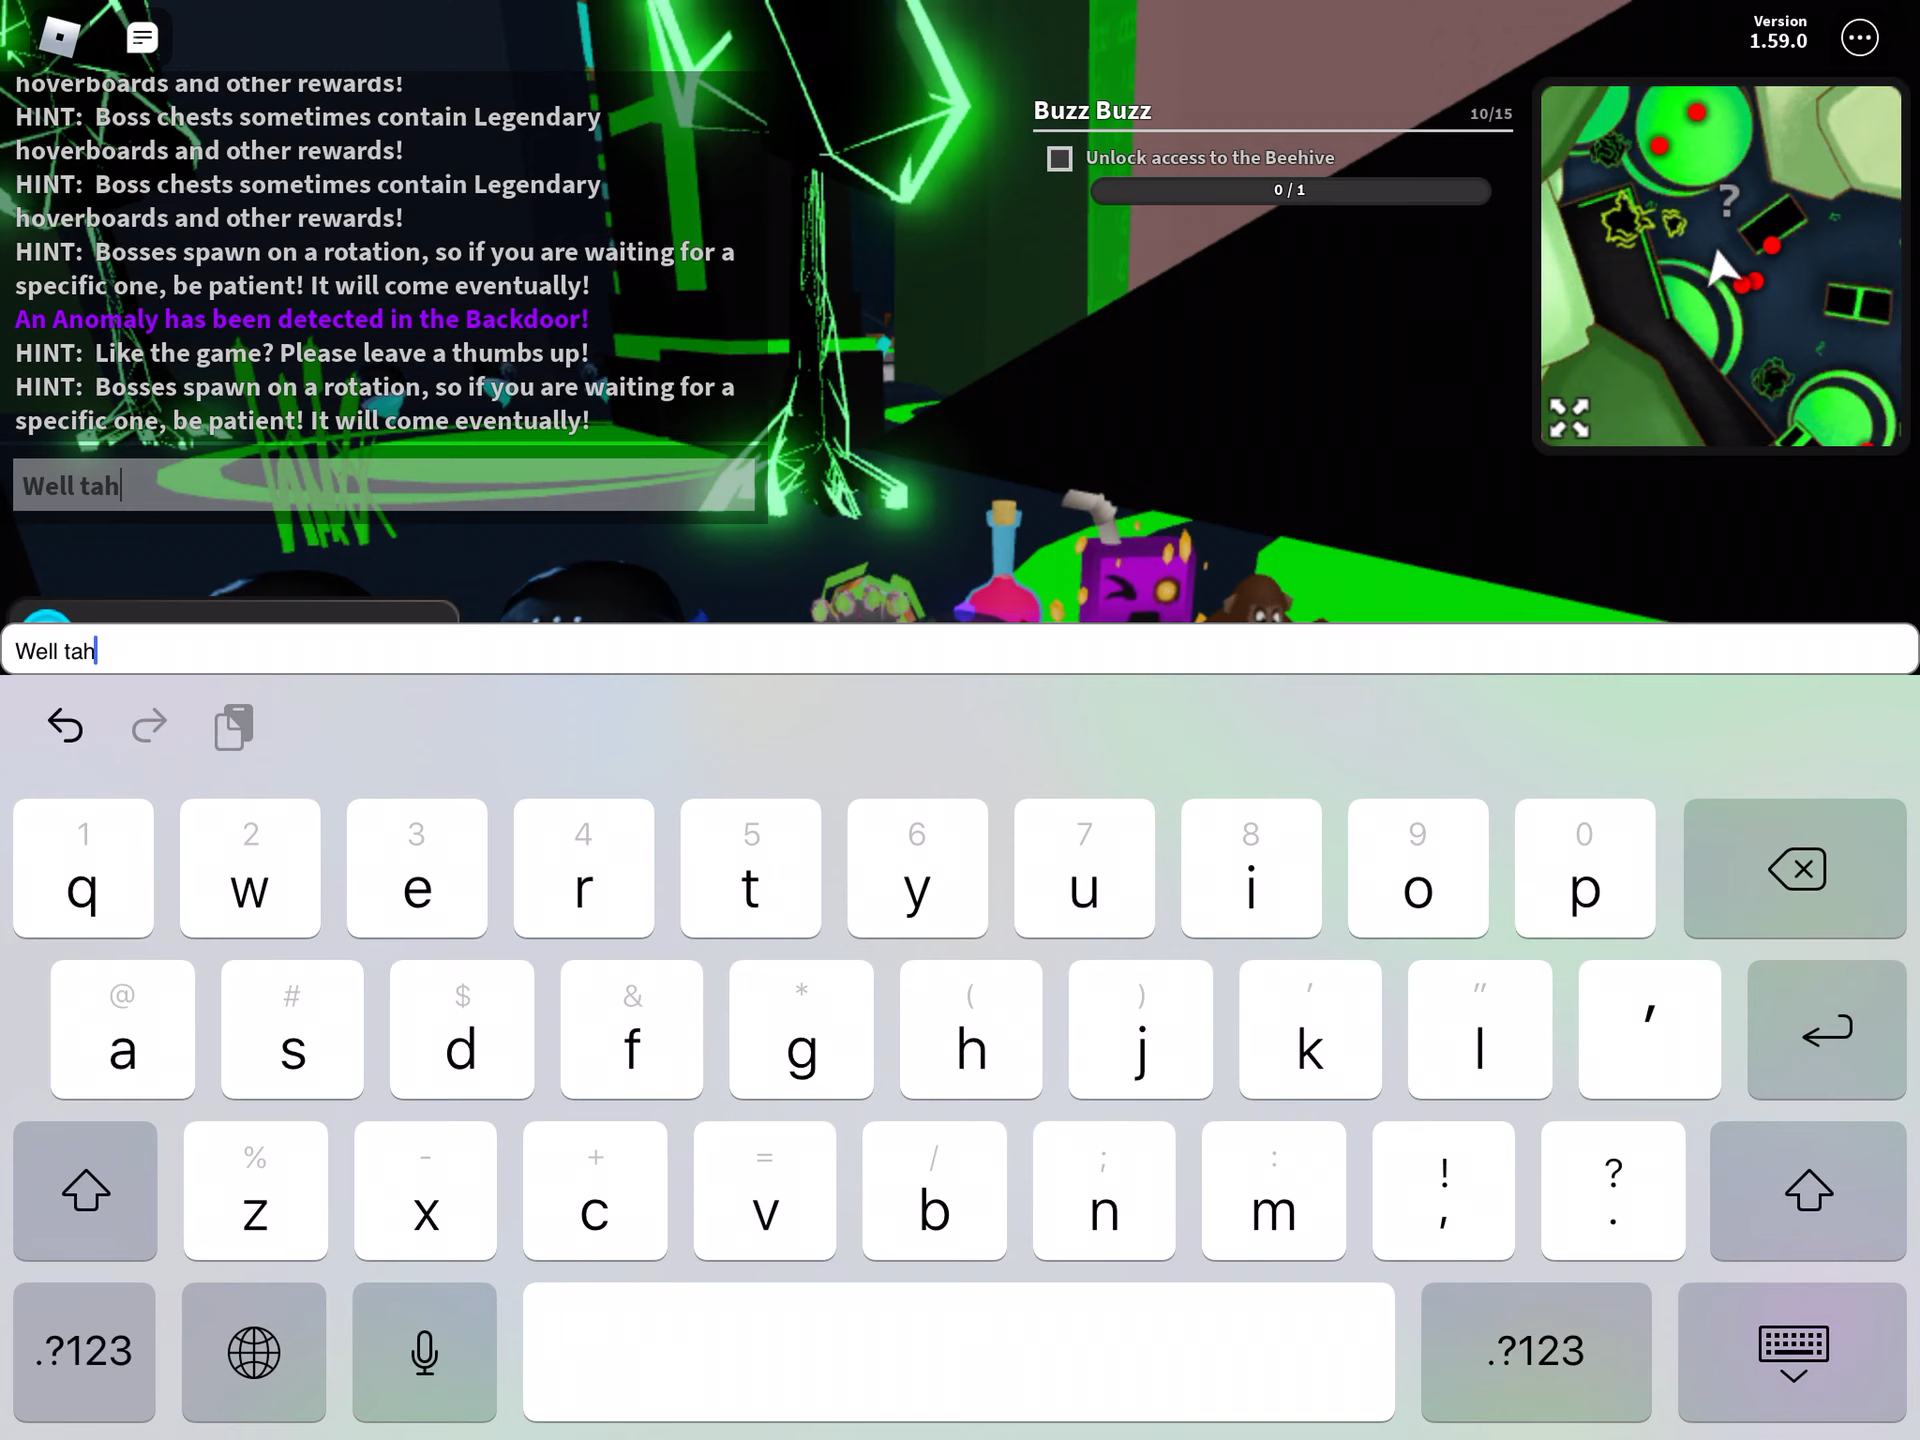 Version
1.59.0
hoverboards and other rewards!
HINT:  Boss chests sometimes contain Legendary
hoverboards and other rewards!
HINT:  Boss chests sometimes contain Legendary
hoverboards and other rewards!
HINT:  Bosses spawn on a rotation, so if you are waiting for a
specific one, be patient! It will come eventually!
An Anomaly has been detected in the Backdoor!
HINT:  Like the game? Please leave a thumbs up!
HINT:  Bosses spawn on a rotation, so if you are waiting for a
specific one, be patient! It will come eventually!
Well tah
Buzz Buzz 10/15
Unlock access to the Beehive
0 / 1
?
Well tah
1 2 3 4 5 6 7 8 9 0
q w e r t y u i o p
@ # $ & * ( ) ' "
a s d f g h j k l '
% - + = / ; : ! ?
z x c v b n m , .
.?123 .?123